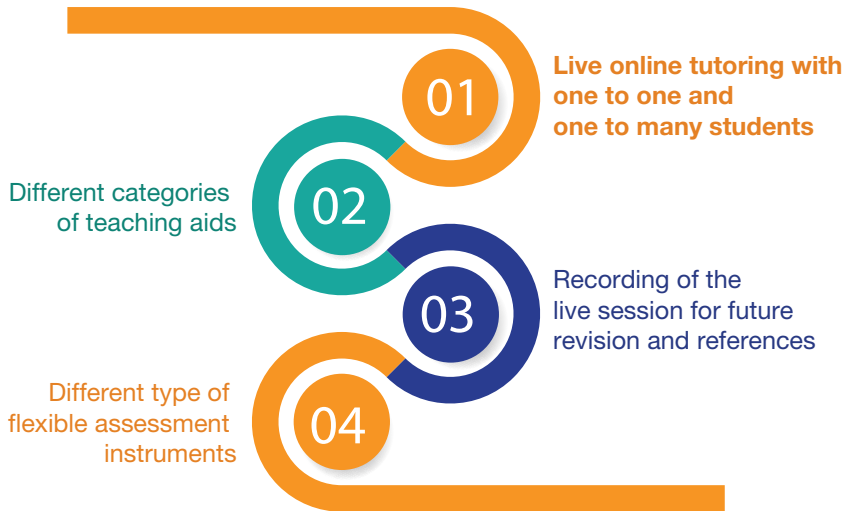 01
Live online tutoring with
one to one and
one to many students
02
Different categories
of teaching aids
03
Recording of the
live session for future
revision and references
04
Different type of
flexible assessment
instruments